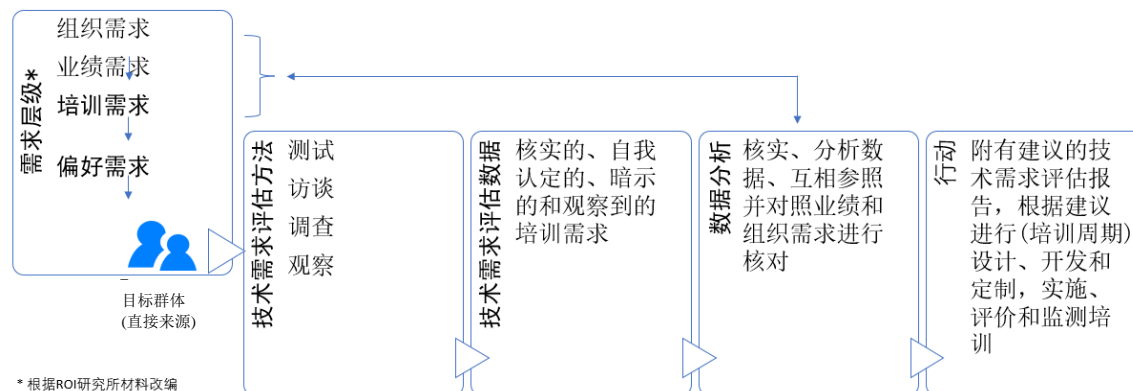 需求层级*
组织需求
业绩需求
培训需求
偏好需求
目标群体
(直接来源)
技术需求评估方法
测试
访谈
调查
观察
技术需求评估数据
核实的、自我
认定的、暗示
的和观察到的
培训需求
数据分析
核实、分析数
据、互相参照
并对照业绩和
组织需求进行
核对
行动
附有建议的技
术需求评估报
告，根据建议
进行(培训周期)
设计、开发和
定制，实施、
评价和监测培
训
* 根据ROI研究所材料改编